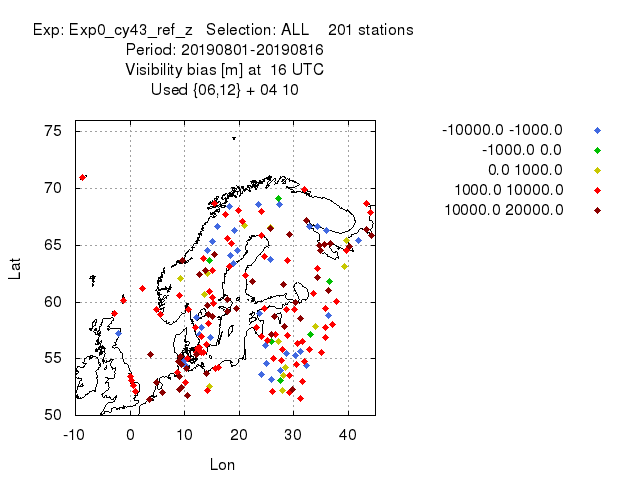 Exp: Exp0_cy43_ref_z   Selection: ALL    201 stations
Period: 20190801-20190816
Visibility bias [m] at  16 UTC
Used {06,12} + 04 10
-10000.0 -1000.0
-1000.0 0.0
0.0 1000.0
1000.0 10000.0
10000.0 20000.0
75
70
65
60
55
50
Lat
-10 0 10 20 30 40
Lon